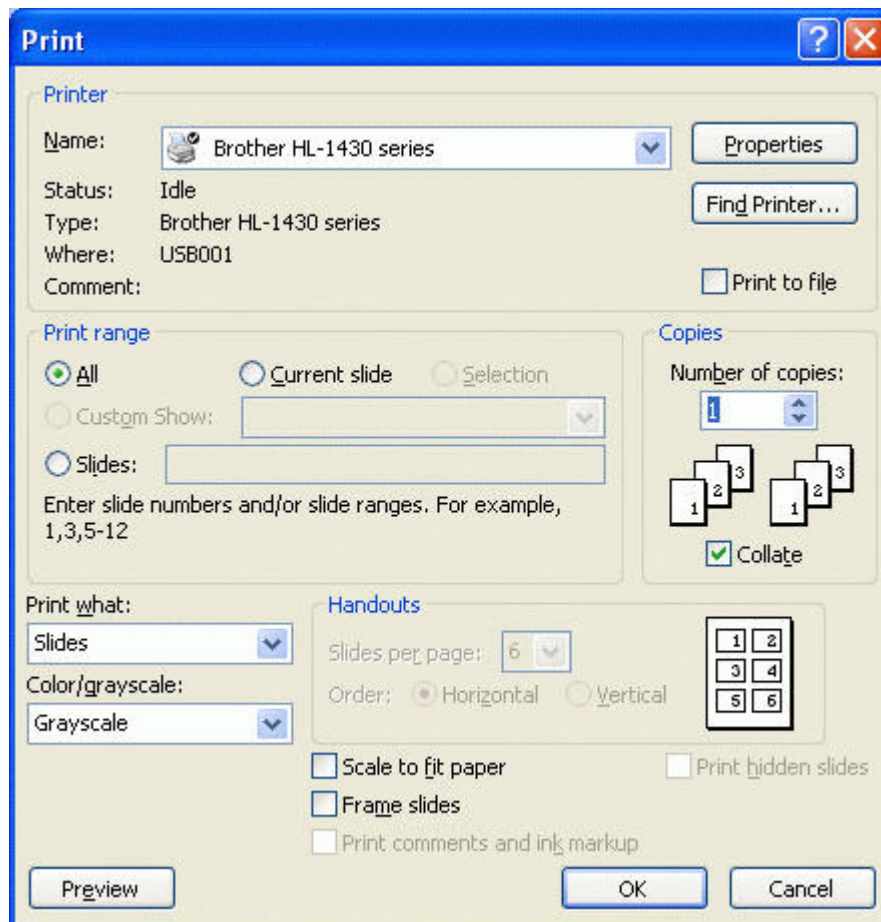 Print
Printer
Name: Brother HL-1430 series Properties
Status: Idle
Find Printer...
Type: Brother HL-1430 series
Where: USB001
Comment: Print to file
Print range
All Current slide Selection
Custom Show:
Slides:
Enter slide numbers and/or slide ranges. For example,
1,3,5-12
Copies
Number of copies:
1
1 2 3 1 2 3
Collate
Print what:
Slides
Color/grayscale:
Grayscale
Handouts
Slides per page: 6
Order: Horizontal Vertical
1 2
3 4
5 6
Scale to fit paper Print hidden slides
Frame slides
Print comments and ink markup
Preview OK Cancel